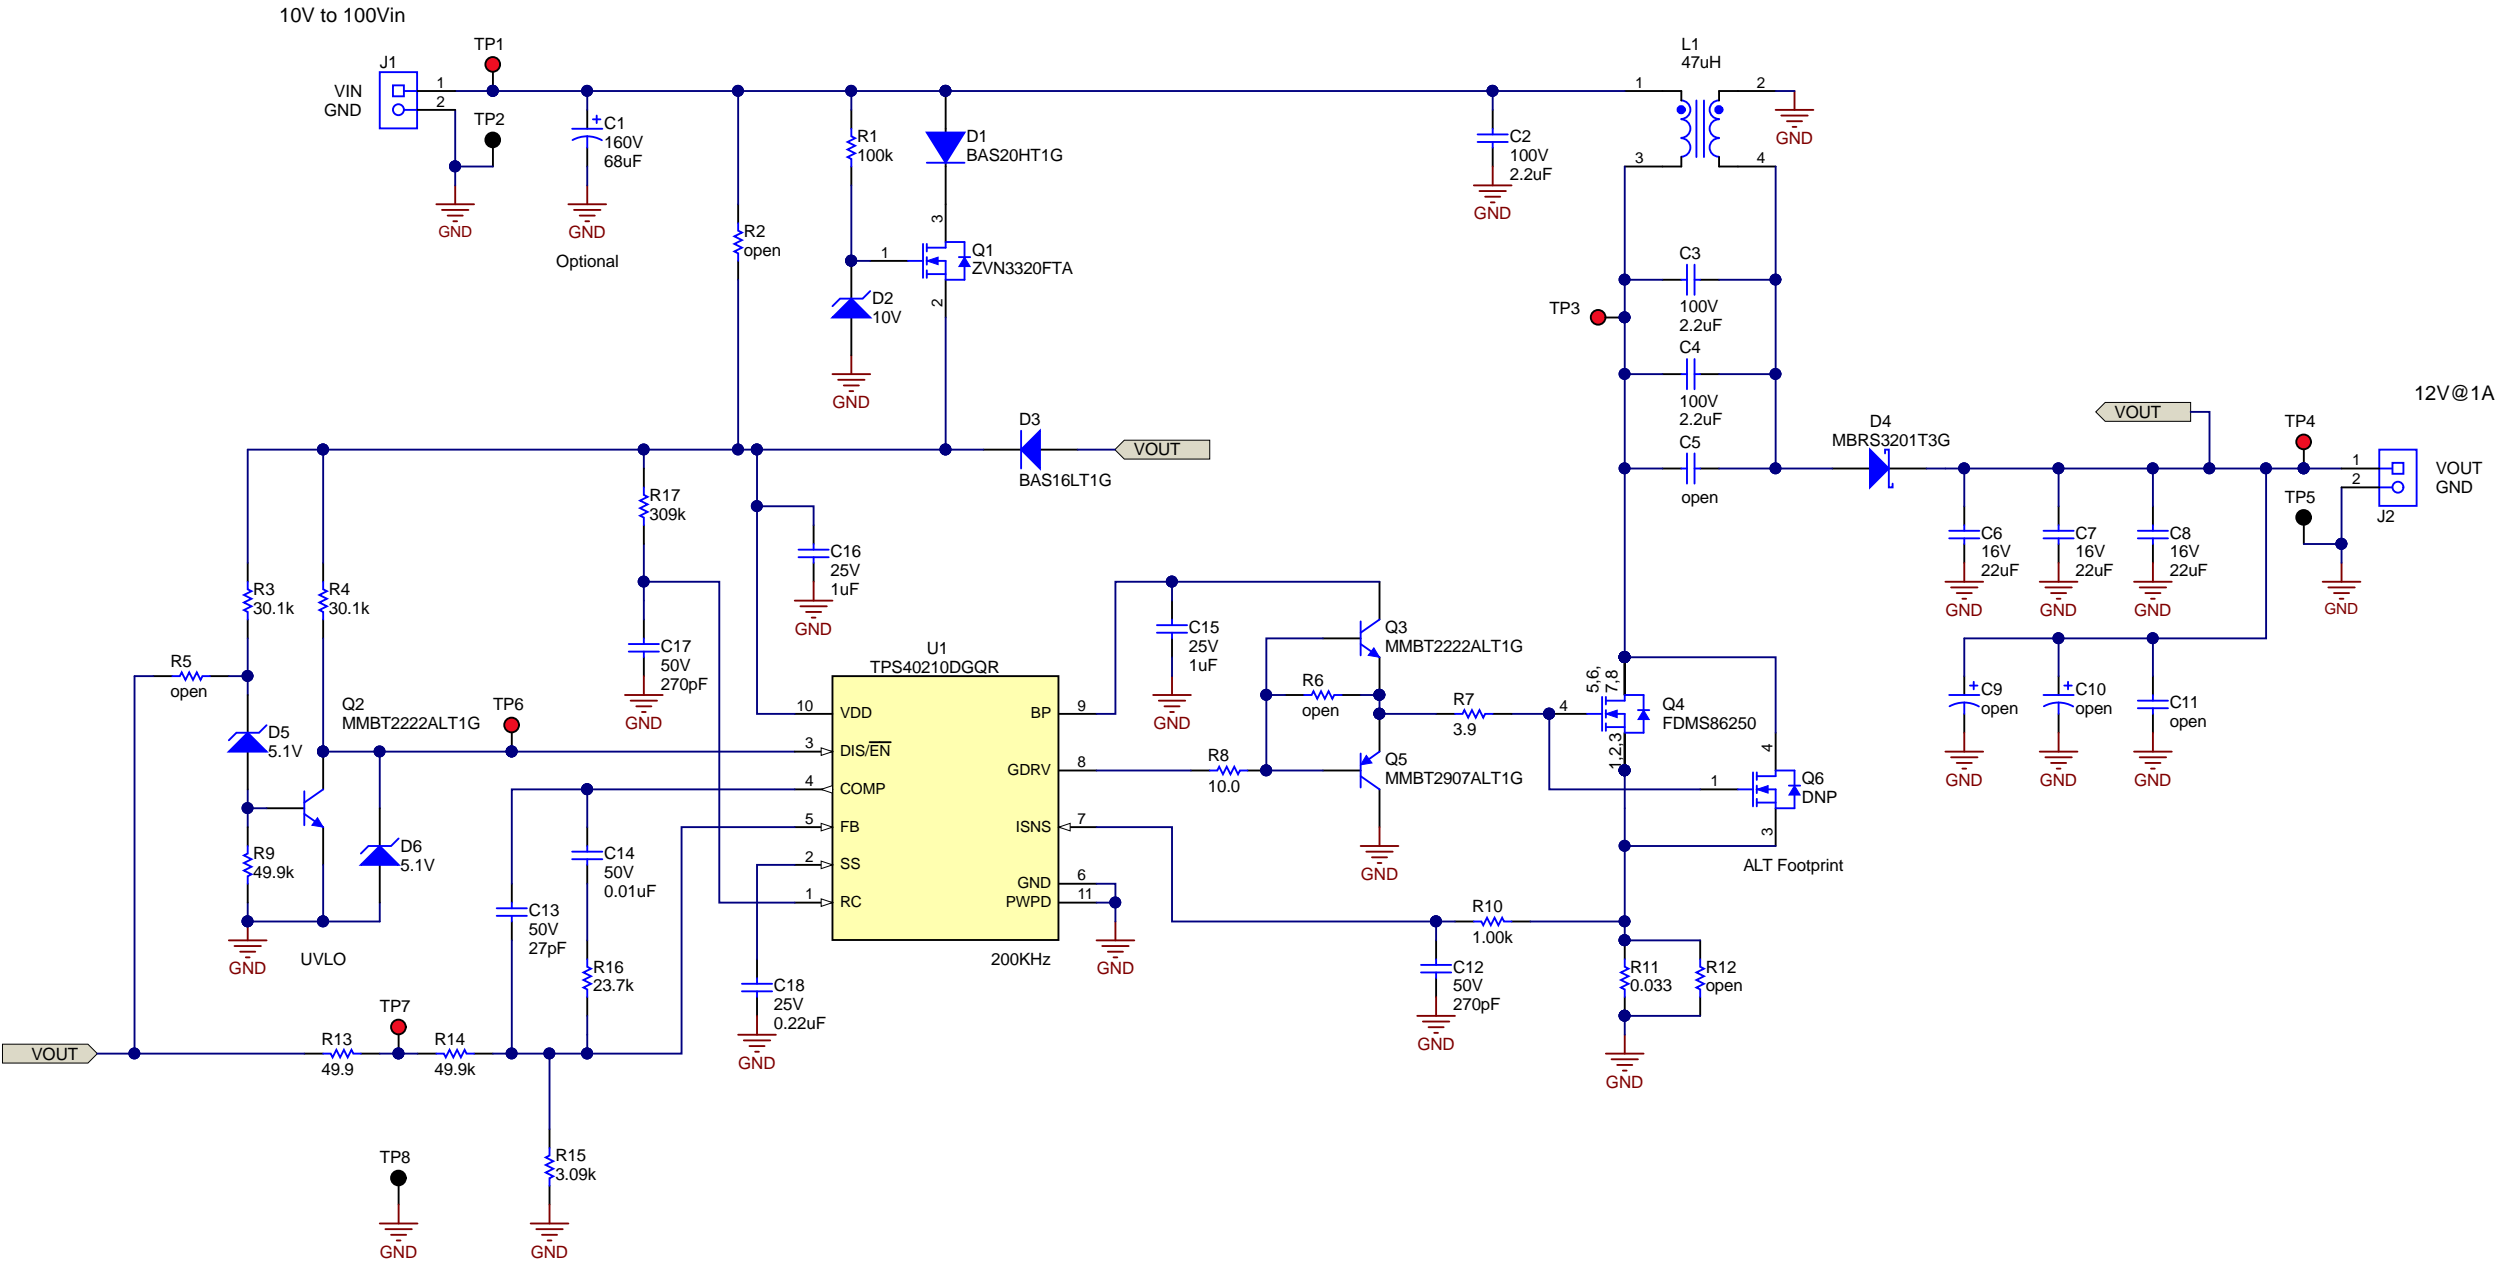 10V to 100Vin
J1
VIN
GND
1
2
TP1
TP2
GND
C1
160V
68uF
+
GND
Optional
R2
open
R1
100k
D1
BAS20HT1G
3
1
Q1
ZVN3320FTA
2
D2
10V
GND
C2
100V
2.2uF
GND
L1
47uH
1
2
3
4
GND
C3
100V
2.2uF
TP3
C4
100V
2.2uF
C5
open
D4
MBRS3201T3G
VOUT
12V@1A
TP4
TP5
1
2
VOUT
GND
J2
GND
C6
16V
22uF
GND
C7
16V
22uF
GND
C8
16V
22uF
GND
+
C9
open
GND
+
C10
open
GND
C11
open
GND
D3
BAS16LT1G
VOUT
R17
309k
C16
25V
1uF
GND
C17
50V
270pF
GND
R3
30.1k
R4
30.1k
R5
open
D5
5.1V
Q2
MMBT2222ALT1G
TP6
R9
49.9k
D6
5.1V
GND
UVLO
U1
TPS40210DGQR
10
VDD
3
DIS/EN
4
COMP
5
FB
2
SS
1
RC
BP
9
GDRV
8
ISNS
7
GND
6
PWPD
11
200KHz
GND
C15
25V
1uF
GND
Q3
MMBT2222ALT1G
R6
open
R8
10.0
Q5
MMBT2907ALT1G
GND
R7
3.9
5,6,
7,8
4
Q4
FDMS86250
1,2,3
4
1
Q6
DNP
3
ALT Footprint
R10
1.00k
C12
50V
270pF
GND
R11
0.033
R12
open
GND
C14
50V
0.01uF
C13
50V
27pF
R16
23.7k
C18
25V
0.22uF
GND
VOUT
R13
49.9
TP7
R14
49.9k
R15
3.09k
GND
TP8
GND